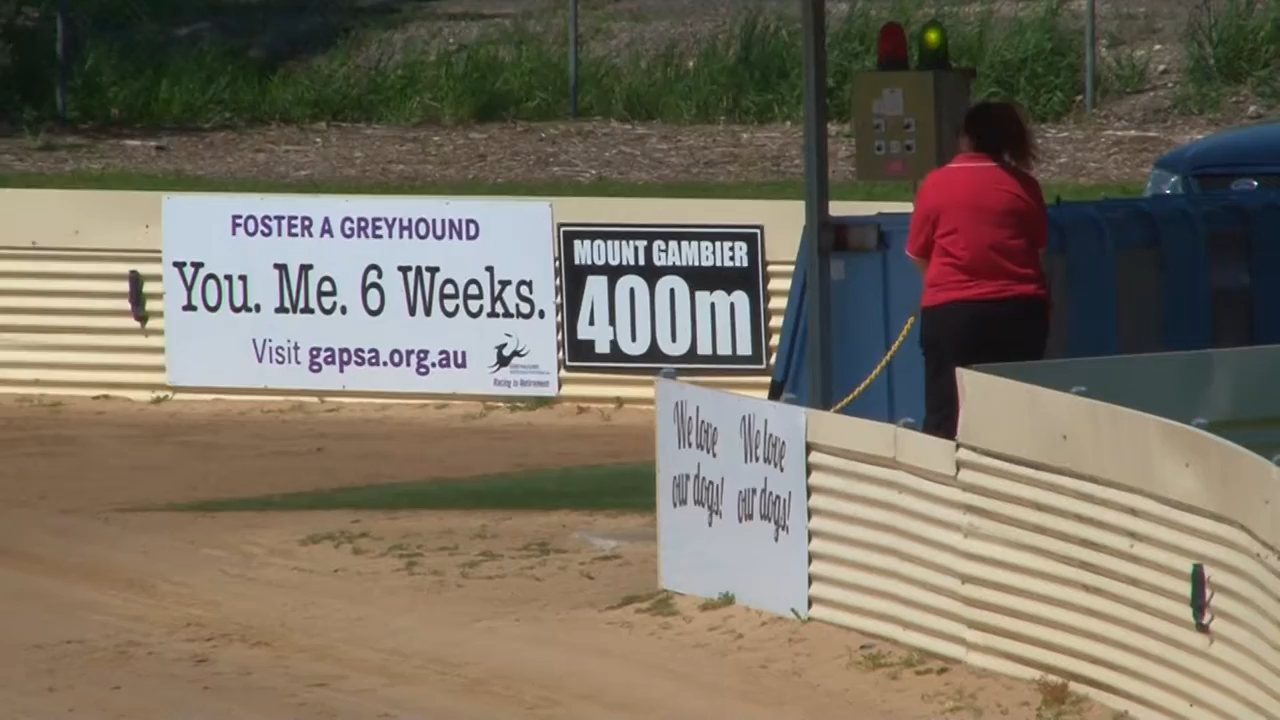 FOSTER A GREYHOUND
You. Me. 6 Weeks.
Visit gapsa.org.au
Racing to Retirement
MOUNT GAMBIER
400m
We love
our dogs!
We love
our dogs!